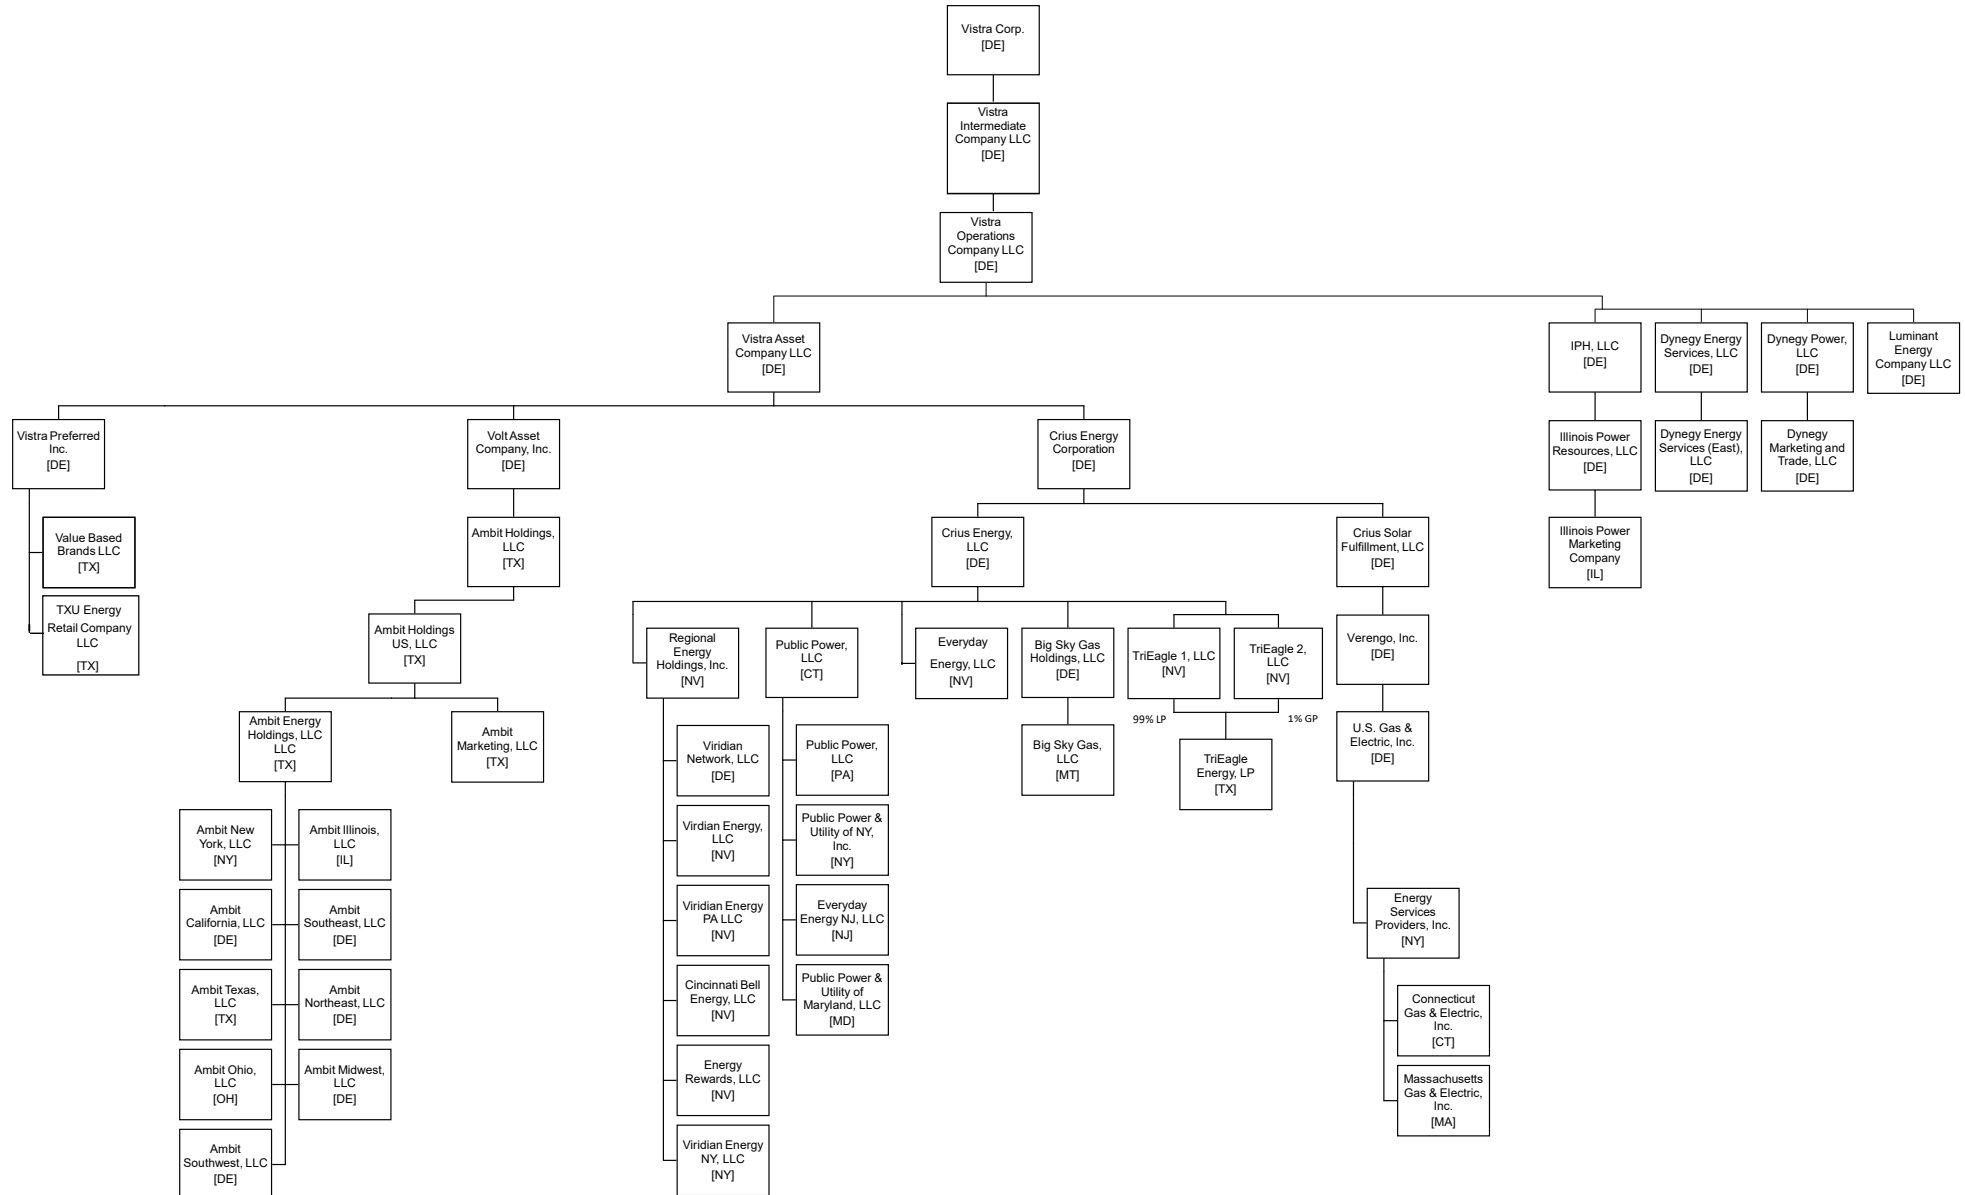 Vistra Corp.
[DE]
Vistra
Intermediate
Company LLC
[DE]
Vistra
Operations
Company LLC
[DE]
Vistra Asset
Company LLC
[DE]
IPH, LLC
[DE]
Dynegy Energy
Services, LLC
[DE]
Dynegy Power,
LLC
[DE]
Luminant
Energy
Company LLC
[DE]
Vistra Preferred
Inc.
[DE]
Volt Asset
Company, Inc.
[DE]
Crius Energy
Corporation
[DE]
Illinois Power
Resources, LLC
[DE]
Dynegy Energy
Services (East),
LLC
[DE]
Dynegy
Marketing and
Trade, LLC
[DE]
Value Based
Brands LLC
[TX]
Ambit Holdings,
LLC
[TX]
Crius Energy,
LLC
[DE]
Crius Solar
Fulfillment, LLC
[DE]
Illinois Power
Marketing
Company
[IL]
TXU Energy
Retail Company
LLC
[TX]
Ambit Holdings
US, LLC
[TX]
Regional
Energy
Holdings, Inc.
[NV]
Public Power,
LLC
[CT]
Everyday
Energy, LLC
[NV]
Big Sky Gas
Holdings, LLC
[DE]
TriEagle 1, LLC
[NV]
TriEagle 2,
LLC
[NV]
Verengo, Inc.
[DE]
99% LP
1% GP
Ambit Energy
Holdings, LLC
LLC
[TX]
Ambit
Marketing, LLC
[TX]
Viridian
Network, LLC
[DE]
Public Power,
LLC
[PA]
Big Sky Gas,
LLC
[MT]
TriEagle
Energy, LP
[TX]
U.S. Gas &
Electric, Inc.
[DE]
Ambit New
York, LLC
[NY]
Ambit Illinois,
LLC
[IL]
Virdian Energy,
LLC
[NV]
Public Power &
Utility of NY,
Inc.
[NY]
Ambit
California, LLC
[DE]
Ambit
Southeast, LLC
[DE]
Viridian Energy
PA LLC
[NV]
Everyday
Energy NJ, LLC
[NJ]
Energy
Services
Providers, Inc.
[NY]
Ambit Texas,
LLC
[TX]
Ambit
Northeast, LLC
[DE]
Cincinnati Bell
Energy, LLC
[NV]
Public Power &
Utility of
Maryland, LLC
[MD]
Connecticut
Gas & Electric,
Inc.
[CT]
Ambit Ohio,
LLC
[OH]
Ambit Midwest,
LLC
[DE]
Energy
Rewards, LLC
[NV]
Massachusetts
Gas & Electric,
Inc.
[MA]
Ambit
Southwest, LLC
[DE]
Viridian Energy
NY, LLC
[NY]